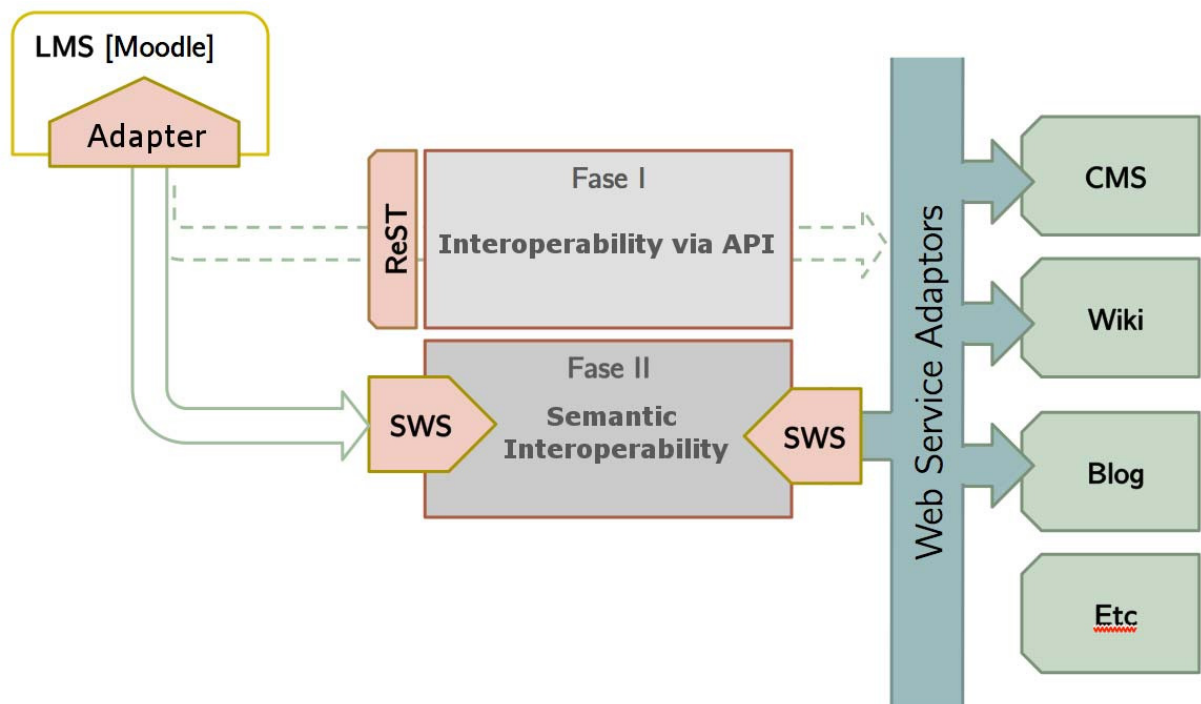 LMS [Moodle]
Adapter
ReST
Fase I
Interoperability via API
Fase II
Semantic
Interoperability
SWS
SWS
Web Service Adaptors
CMS
Wiki
Blog
Etc